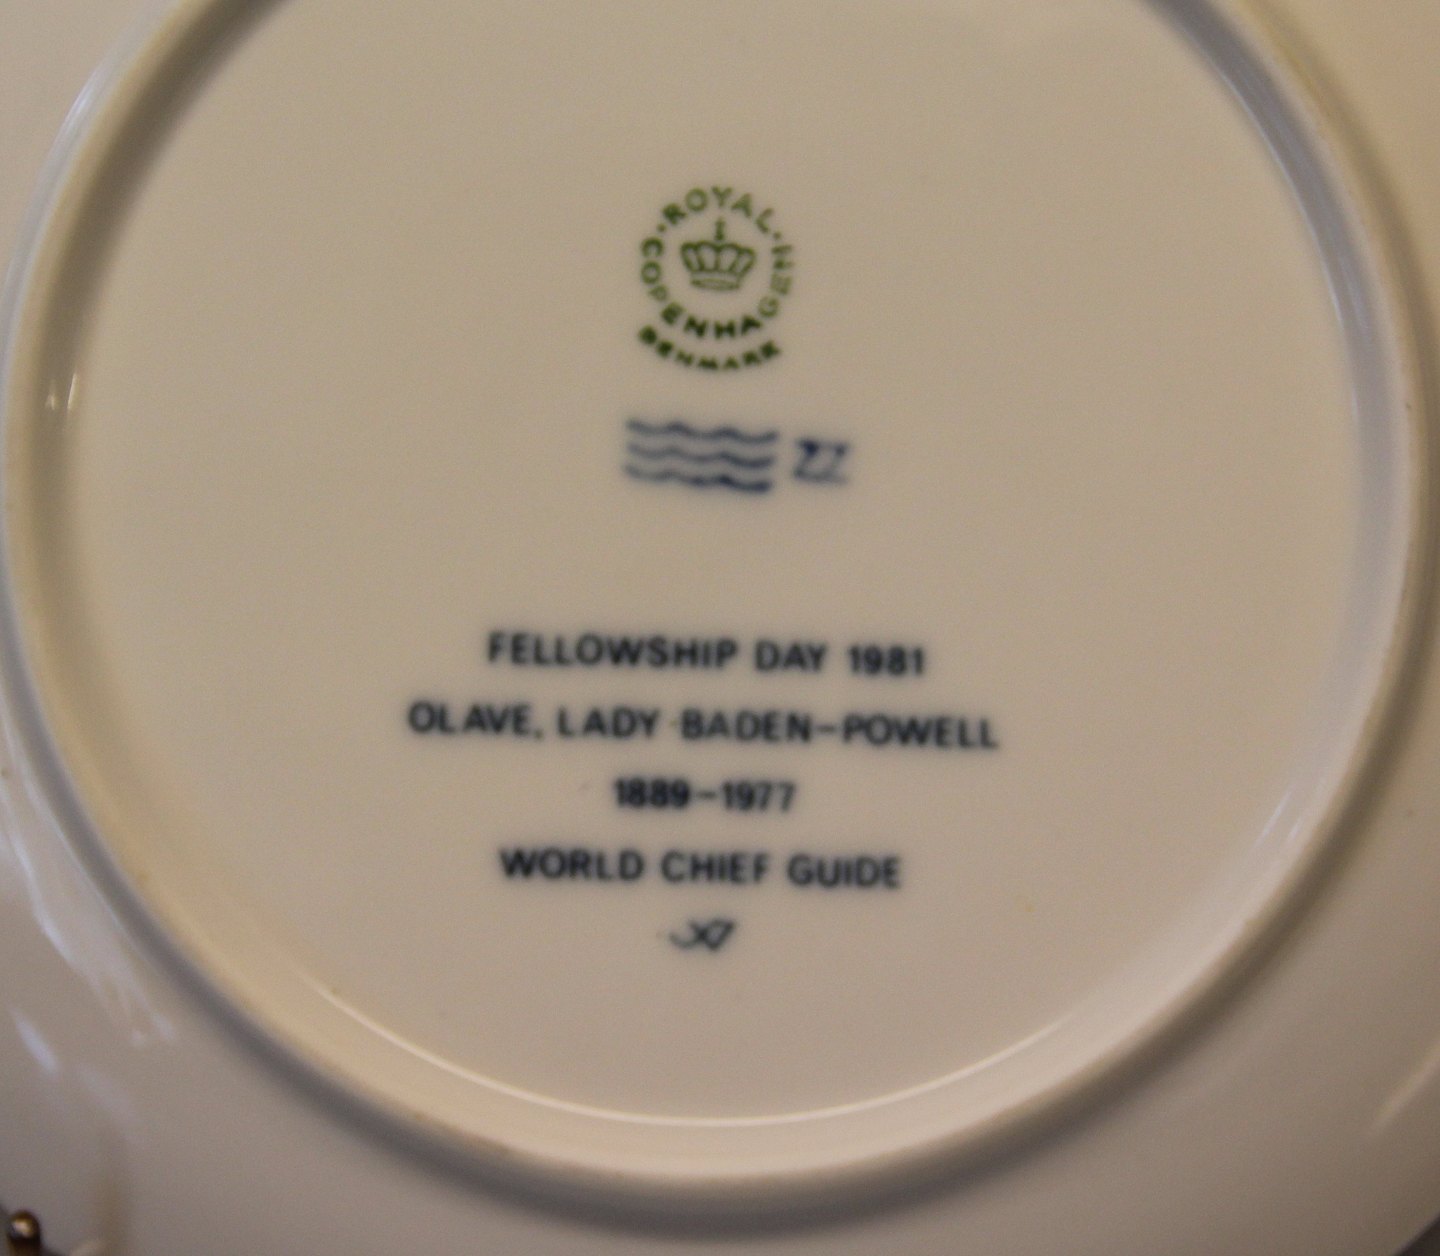 ROYAL
COPENHAGEN
DENMARK
FELLOWSHIP DAY 1981
OLAVE, LADY BADEN-POWELL
1889-1977
WORLD CHIEF GUIDE